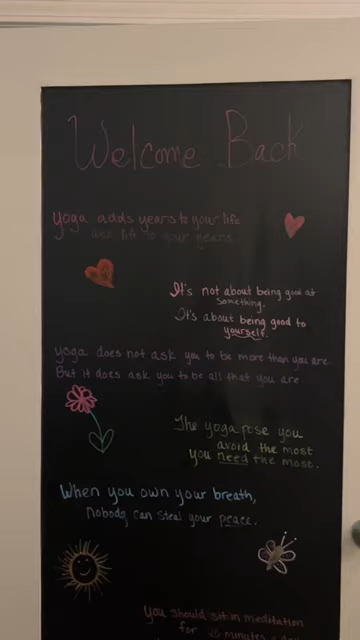 Welcome Back
yoga adds years to your life
and life to your years
It's not about being good at
something.
It's about being good to
yourself.
yoga does not ask you to be more than you are.
But it does ask you to be all that you are.
The yoga pose you
avoid the most
you need the most.
When you own your breath,
nobody can steal your peace.
you should sit in meditation
for minutes